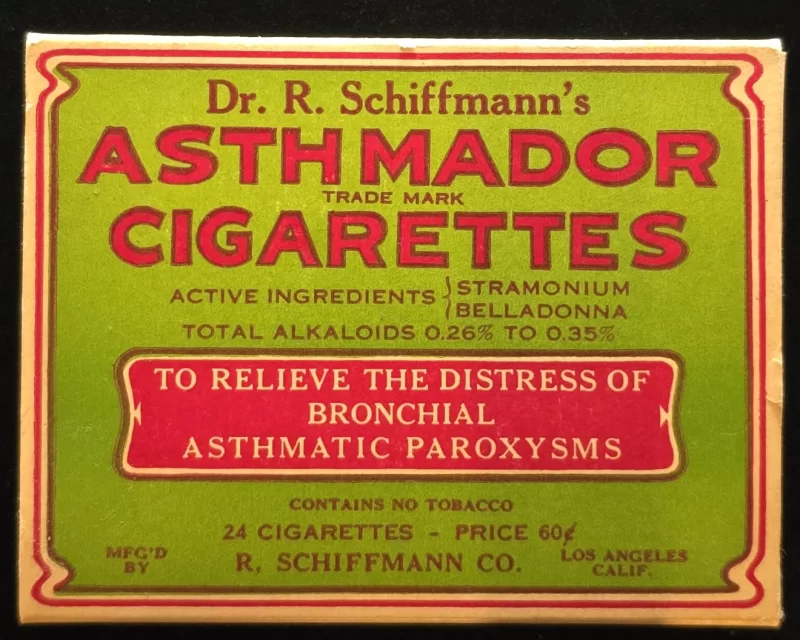 Dr. R. Schiffmann's
ASTHMADOR
TRADE MARK
CIGARETTES
ACTIVE INGREDIENTS { STRAMONIUM
BELLADONNA
TOTAL ALKALOIDS 0.26% TO 0.35%
TO RELIEVE THE DISTRESS OF
BRONCHIAL
ASTHMATIC PAROXYSMS
CONTAINS NO TOBACCO
24 CIGARETTES - PRICE 60¢
MFG'D
BY
R. SCHIFFMANN CO.
LOS ANGELES
CALIF.